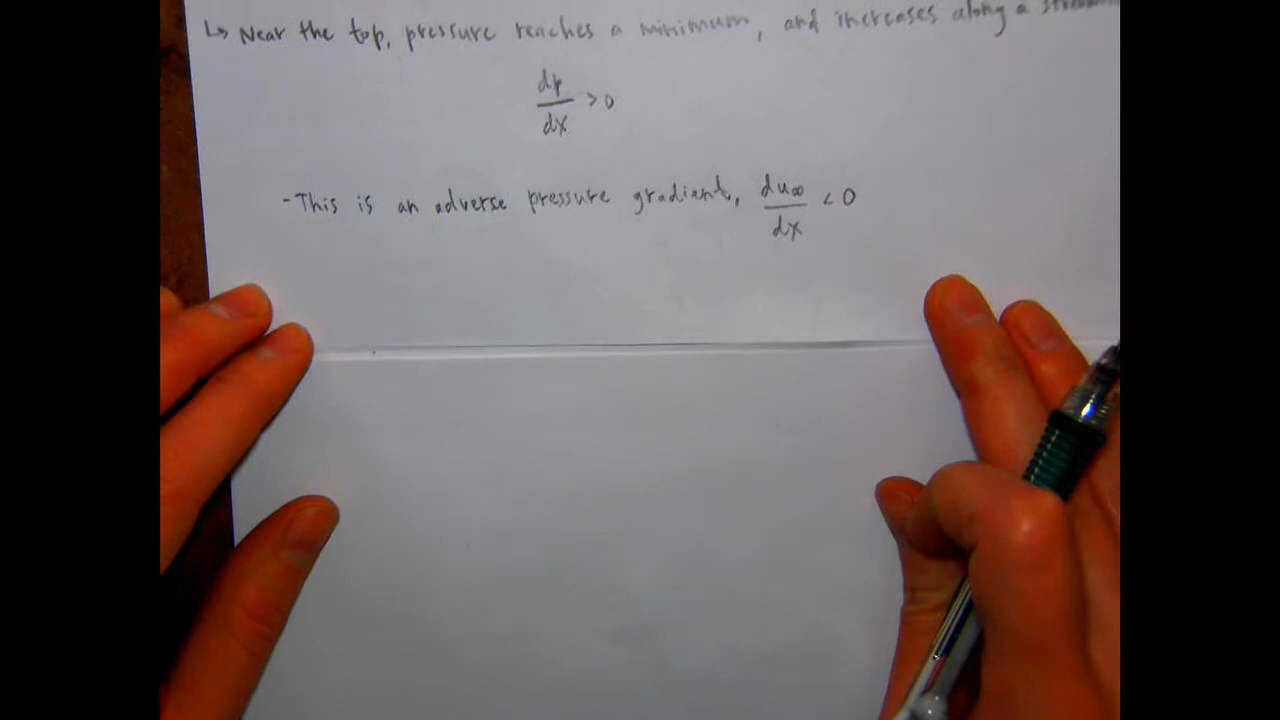 ↳ Near the top, pressure reaches a minimum, and increases along a
dp/dx > 0
- This is an adverse pressure gradient, du∞/dx < 0